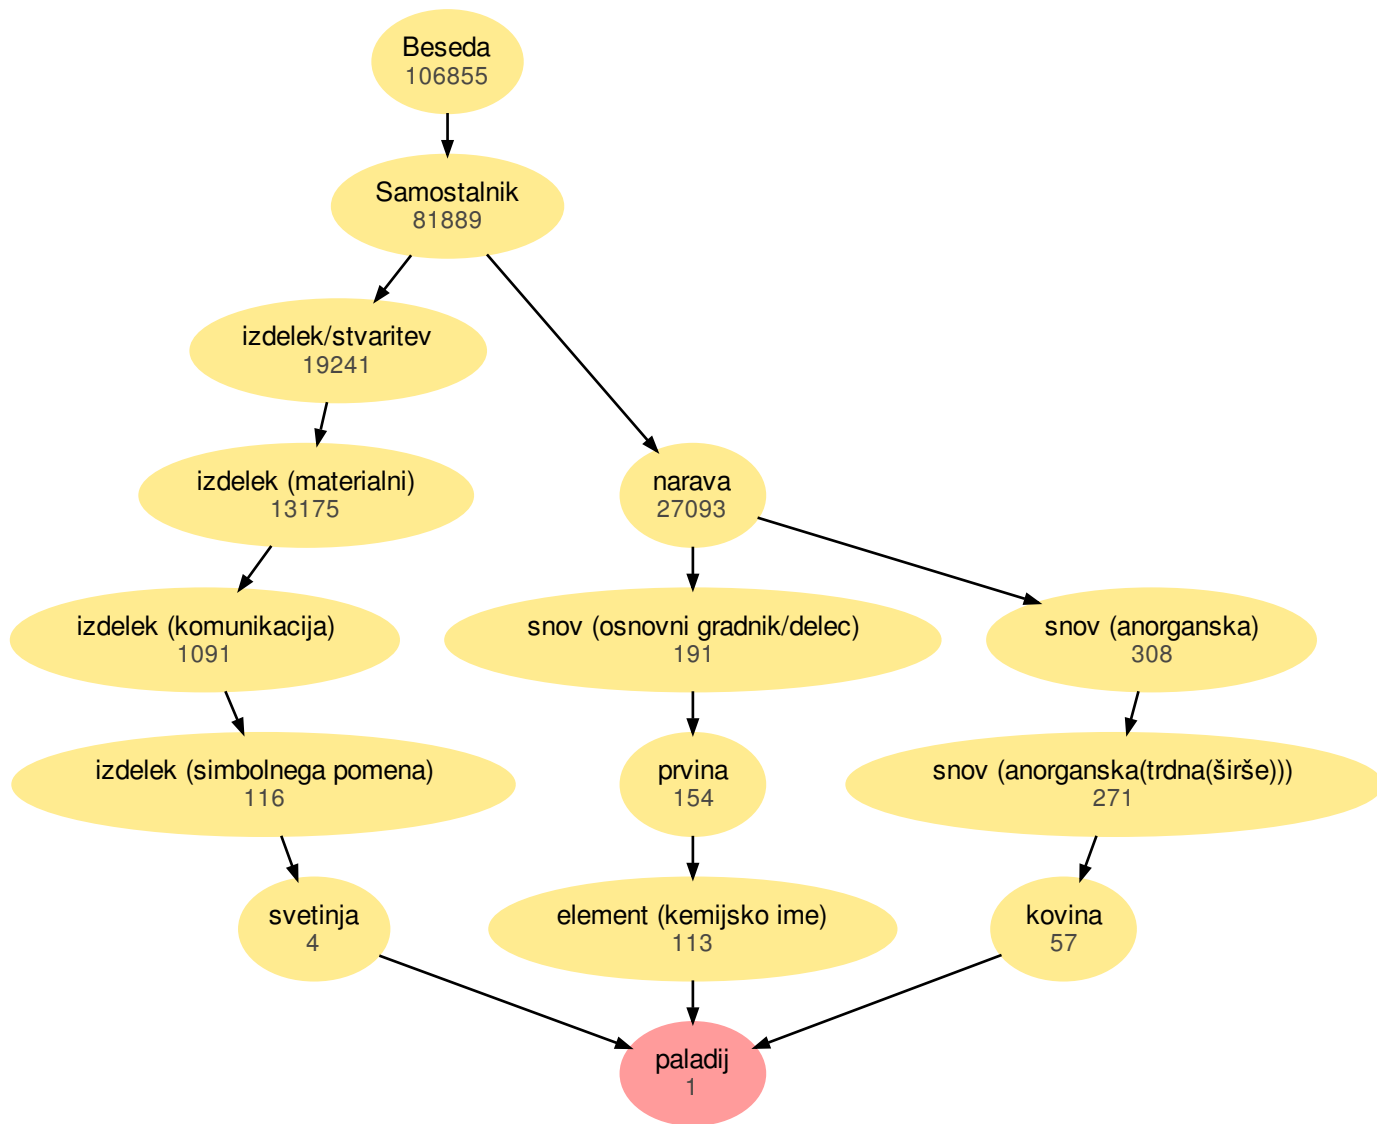 Beseda
106855
Samostalnik
81889
izdelek/stvaritev
19241
izdelek (materialni)
13175
narava
27093
izdelek (komunikacija)
1091
snov (osnovni gradnik/delec)
191
snov (anorganska)
308
izdelek (simbolnega pomena)
116
prvina
154
snov (anorganska(trdna(širše)))
271
svetinja
4
element (kemijsko ime)
113
kovina
57
paladij
1